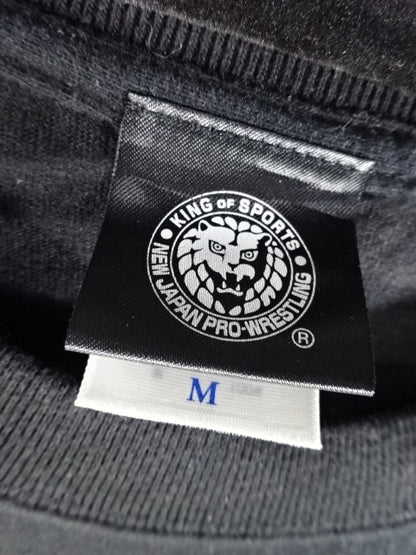 KING OF SPORTS
NEW JAPAN PRO-WRESTLING
®
M